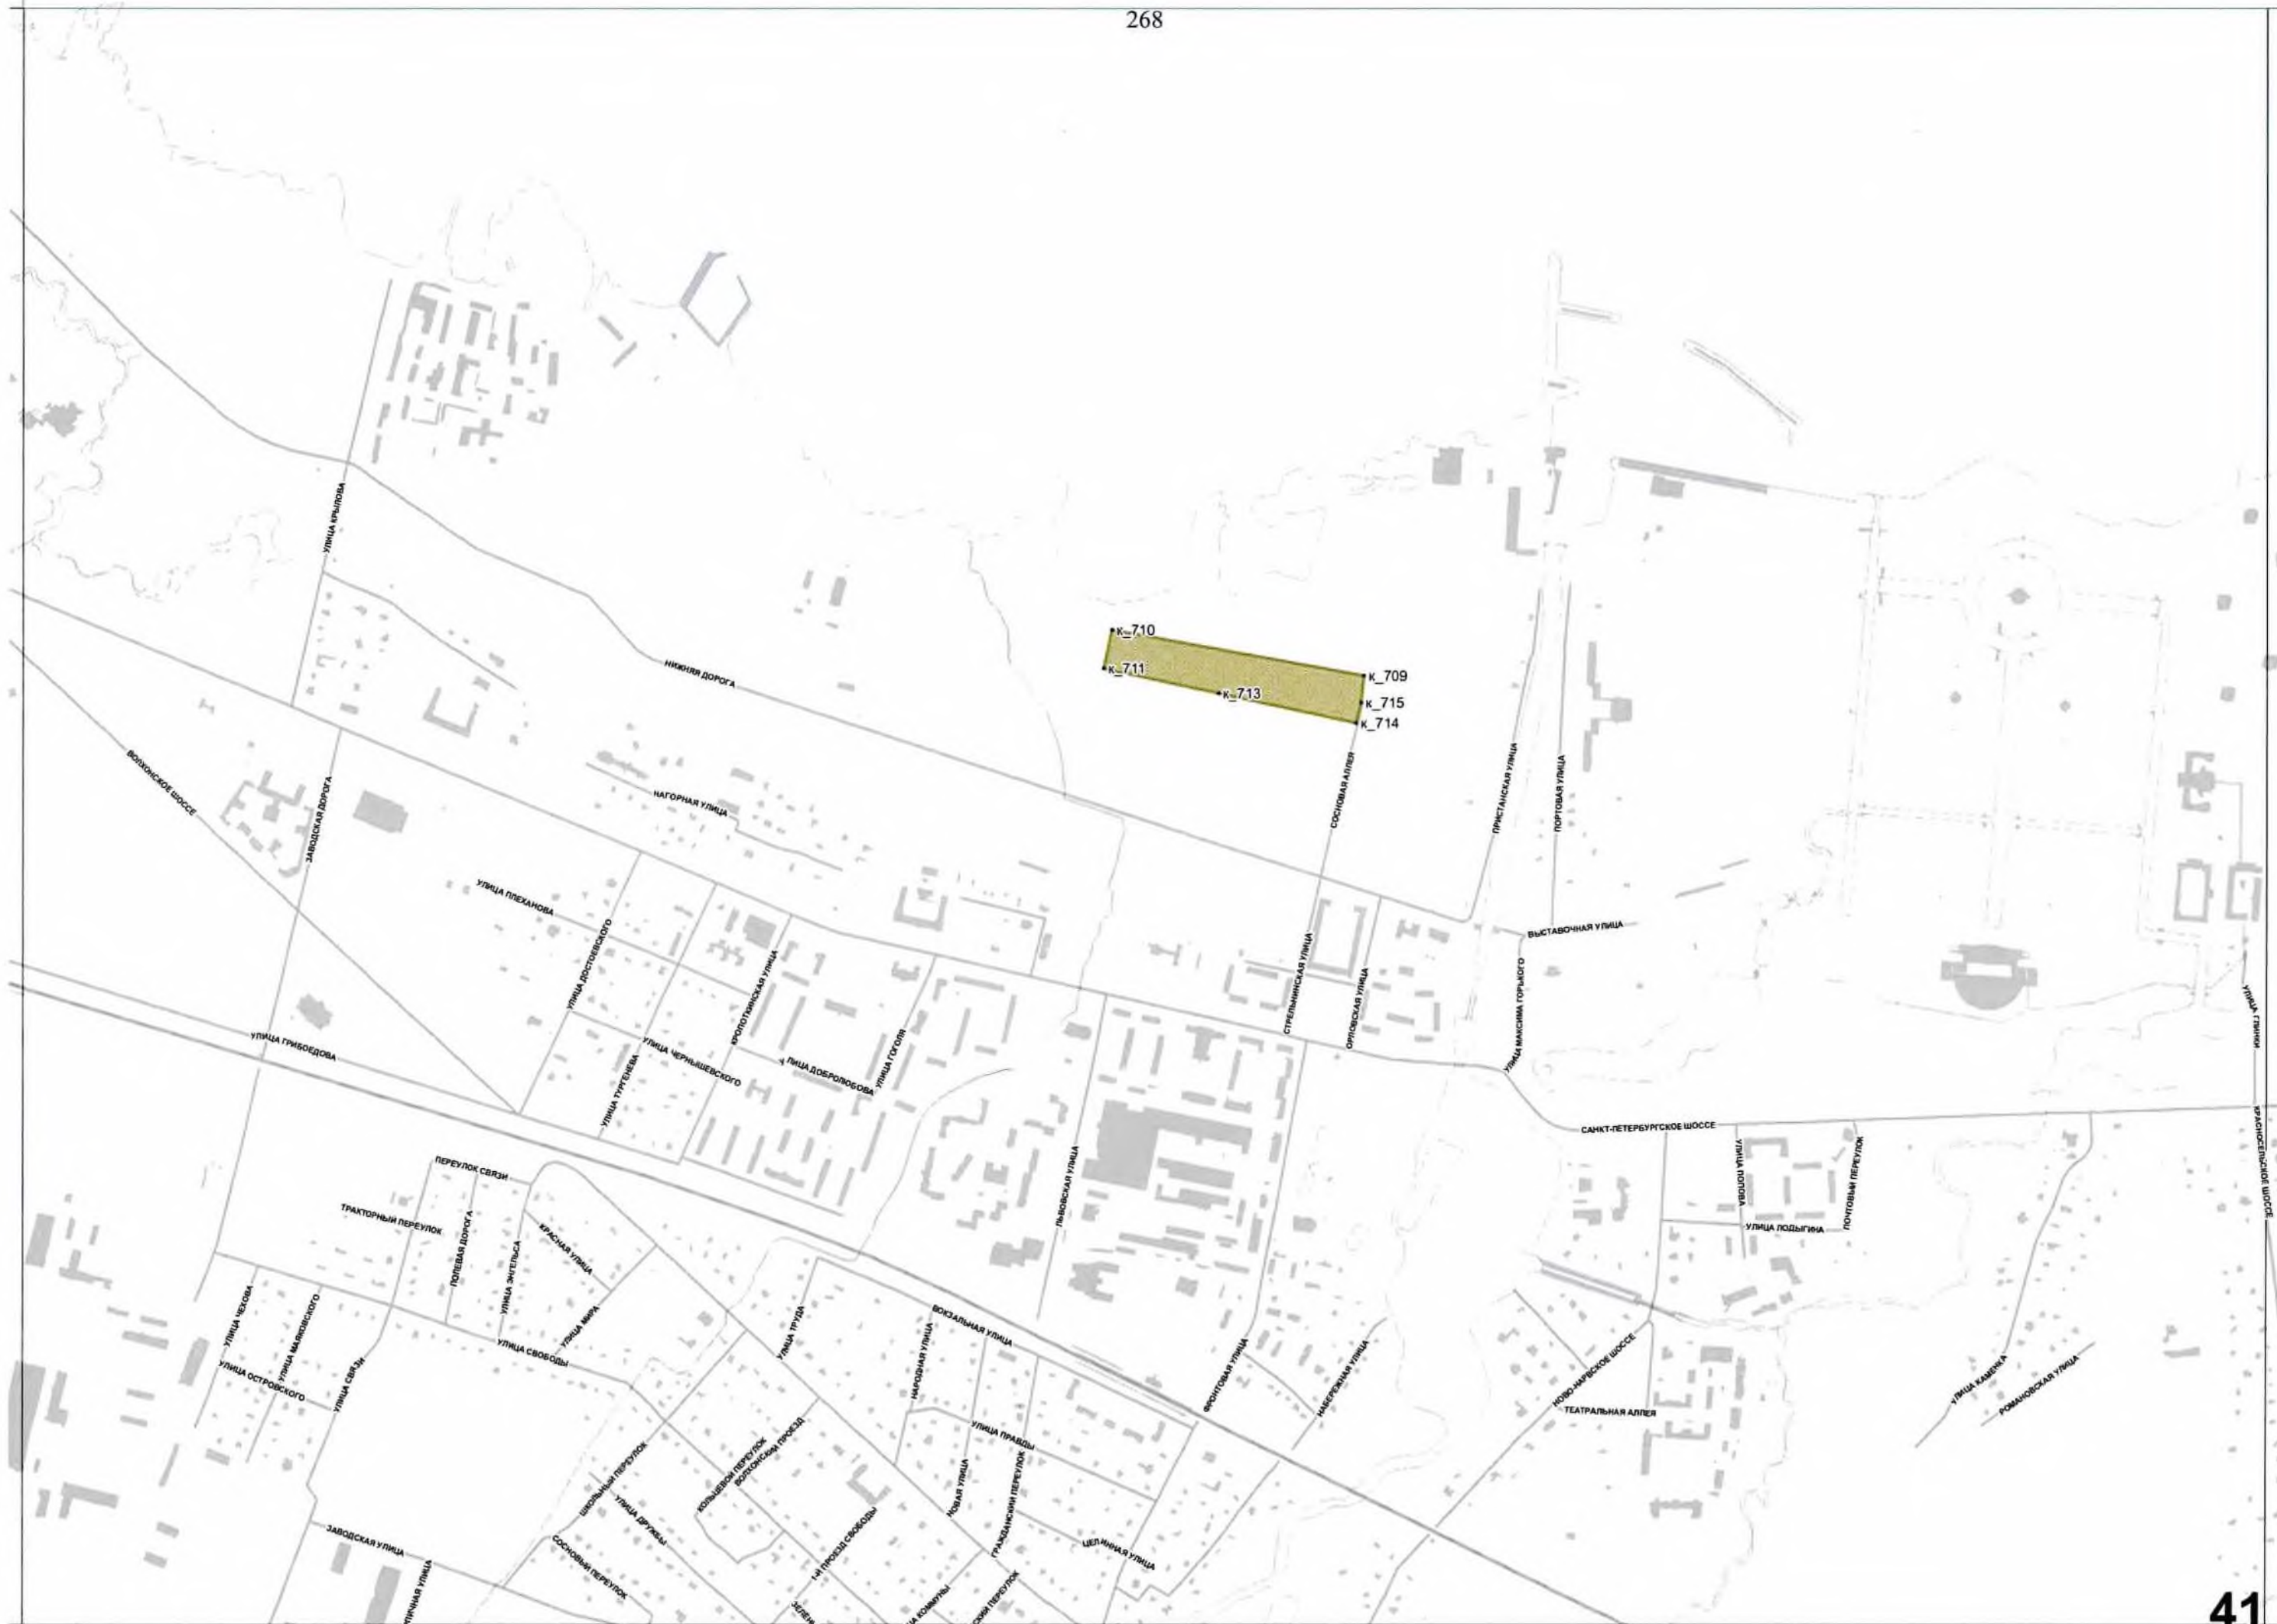 268
УЛИЦА КРЫЛОВА
к_710
к_711
к_709
к_713
к_715
к_714
НИЖНЯЯ ДОРОГА
ВОЛХОНСКОЕ ШОССЕ
ЗАВОДСКАЯ ДОРОГА
НАГОРНАЯ УЛИЦА
СОСНОВАЯ АЛЛЕЯ
ПРИСТАНСКАЯ УЛИЦА
ПОРТОВАЯ УЛИЦА
УЛИЦА ПЛЕХАНОВА
УЛИЦА ДОСТОЕВСКОГО
КРОПОТКИНСКАЯ УЛИЦА
СТРЕЛЬНИНСКАЯ УЛИЦА
ОРЛОВСКАЯ УЛИЦА
ВЫСТАВОЧНАЯ УЛИЦА
УЛИЦА МАКСИМА ГОРЬКОГО
УЛИЦА ГЛИНКИ
УЛИЦА ГРИБОЕДОВА
УЛИЦА ТУРГЕНЕВА
УЛИЦА ЧЕРНЫШЕВСКОГО
УЛИЦА ДОБРОЛЮБОВА
УЛИЦА ГОГОЛЯ
САНКТ-ПЕТЕРБУРГСКОЕ ШОССЕ
КРАСНОСЕЛЬСКОЕ ШОССЕ
ПЕРЕУЛОК СВЯЗИ
ТРАКТОРНЫЙ ПЕРЕУЛОК
ПОЛЕВАЯ ДОРОГА
УЛИЦА ЭНГЕЛЬСА
КРАСНАЯ УЛИЦА
ЛЬВОВСКАЯ УЛИЦА
УЛИЦА ПОПОВА
ПОЧТОВЫЙ ПЕРЕУЛОК
УЛИЦА ЛОДЫГИНА
УЛИЦА ЧЕХОВА
УЛИЦА МАЯКОВСКОГО
УЛИЦА ОСТРОВСКОГО
УЛИЦА СВЯЗИ
УЛИЦА СВОБОДЫ
УЛИЦА МИРА
УЛИЦА ТРУДА
ВОКЗАЛЬНАЯ УЛИЦА
НАРОДНАЯ УЛИЦА
ФРОНТОВАЯ УЛИЦА
НАБЕРЕЖНАЯ УЛИЦА
НОВО-НАРВСКОЕ ШОССЕ
ТЕАТРАЛЬНАЯ АЛЛЕЯ
УЛИЦА КАМЕНКА
РОМАНОВСКАЯ УЛИЦА
УЛИЦА ПРАВДЫ
ШКОЛЬНЫЙ ПЕРЕУЛОК
КОЛЬЦЕВОЙ ПЕРЕУЛОК
ВОЛХОНСКИЙ ПРОЕЗД
НОВАЯ УЛИЦА
ГРАЖДАНСКИЙ ПЕРЕУЛОК
УЛИЦА ДРУЖБЫ
1-Й ПРОЕЗД СВОБОДЫ
ЗАВОДСКАЯ УЛИЦА
СОСНОВЫЙ ПЕРЕУЛОК
ЦЕЛИННАЯ УЛИЦА
КОММУНЫ
41